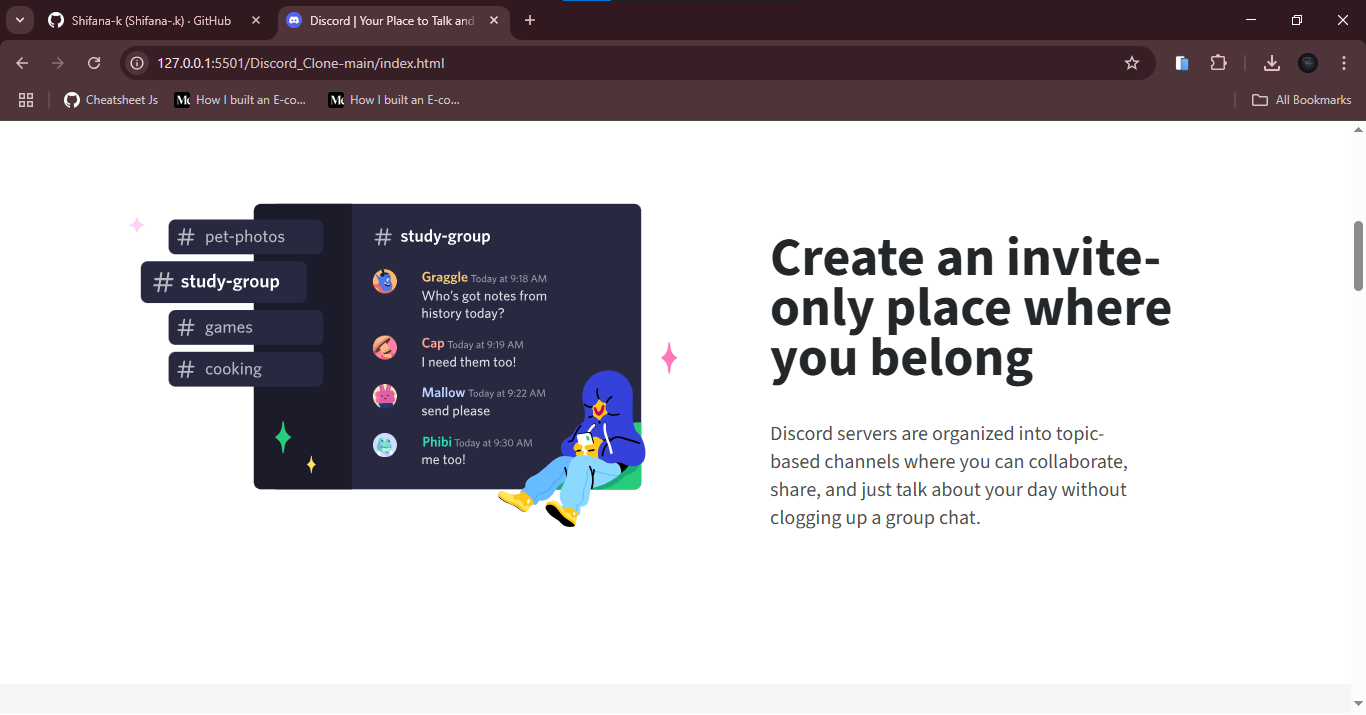 Shifana-k (Shifana-.k) · GitHub
Discord | Your Place to Talk and
127.0.0.1:5501/Discord_Clone-main/index.html
Cheatsheet Js
How I built an E-co...
How I built an E-co...
All Bookmarks
# pet-photos
# study-group
# games
# cooking
# study-group
Graggle Today at 9:18 AM
Who's got notes from
history today?
Cap Today at 9:19 AM
I need them too!
Mallow Today at 9:22 AM
send please
Phibi Today at 9:30 AM
me too!
Create an invite-
only place where
you belong
Discord servers are organized into topic-
based channels where you can collaborate,
share, and just talk about your day without
clogging up a group chat.